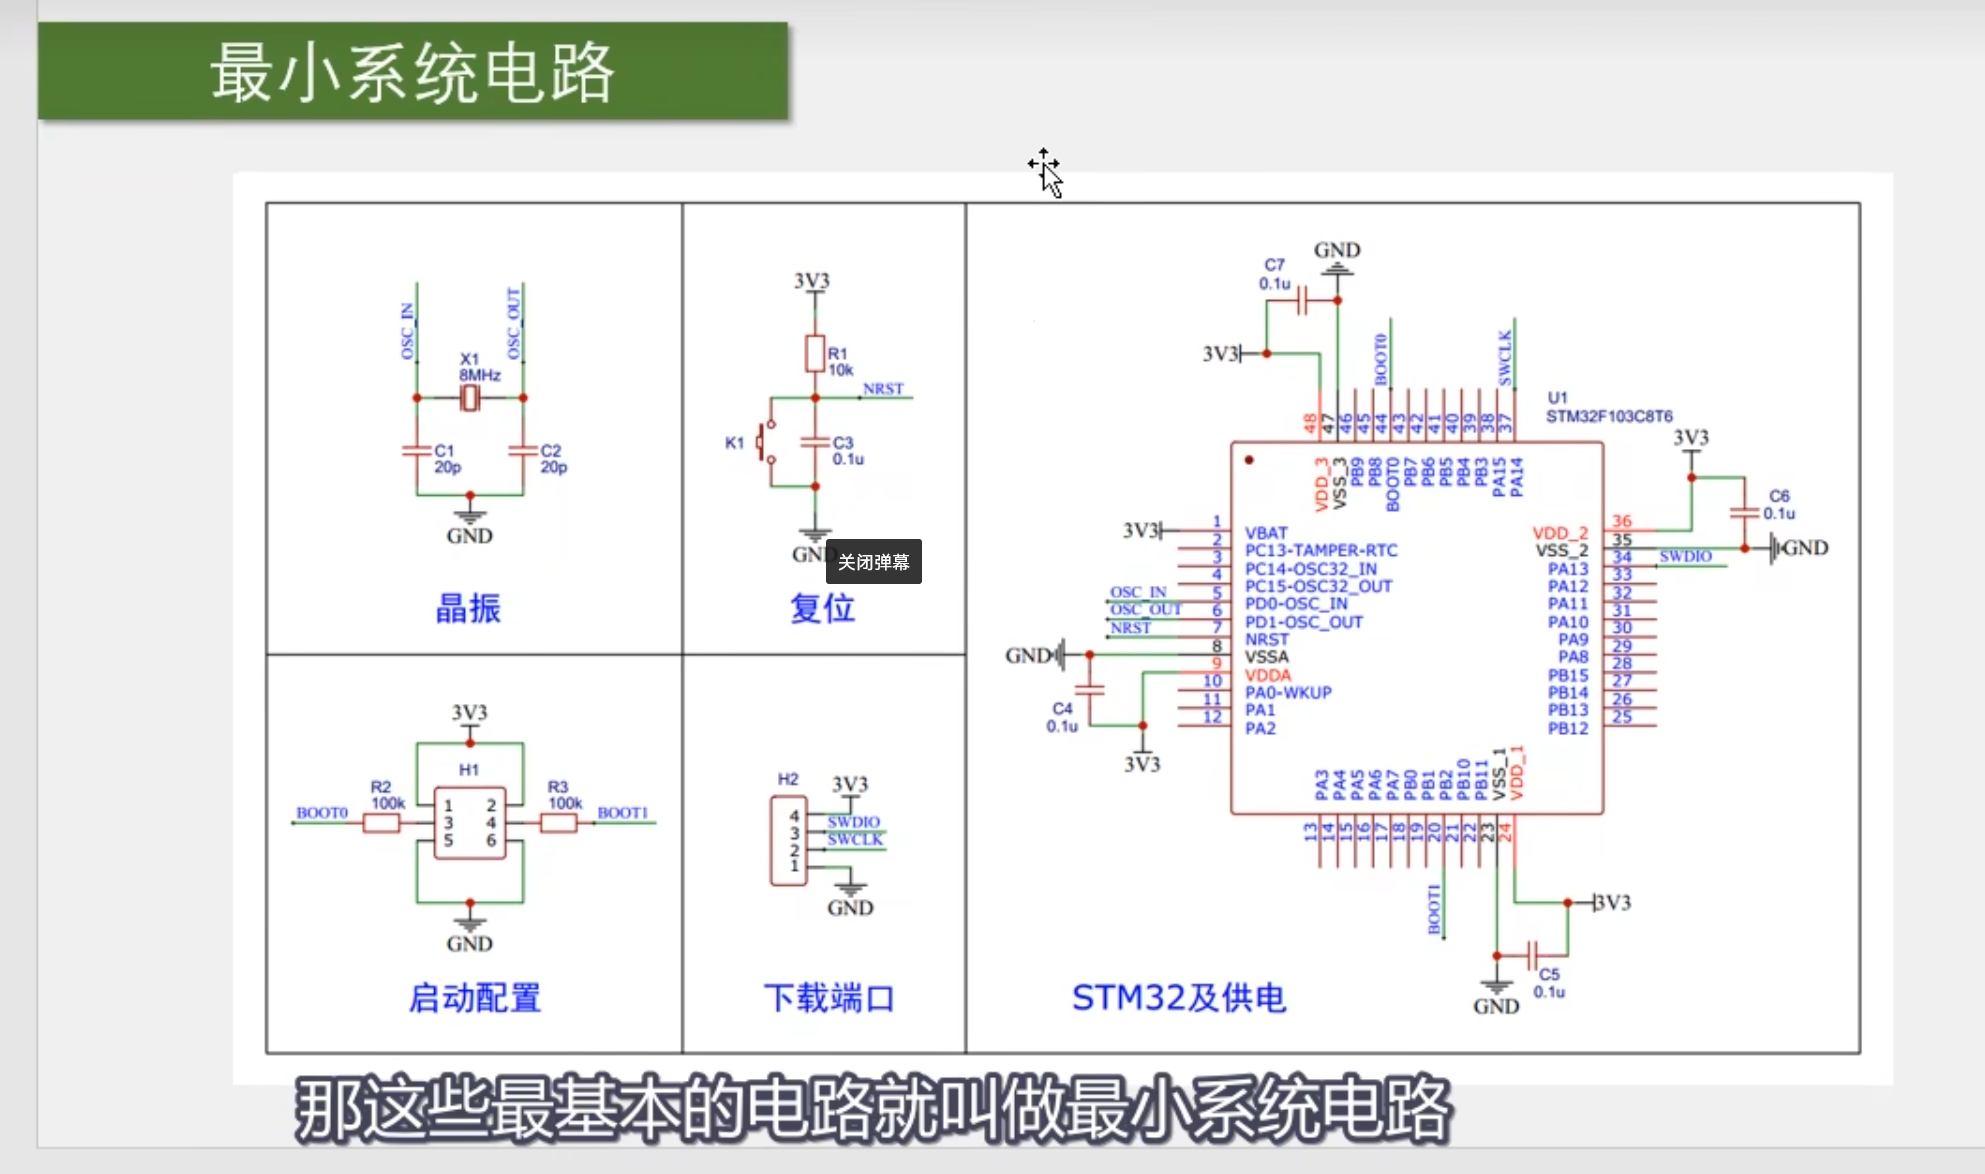 最小系统电路
OSC_IN
OSC_OUT
X1
8MHz
C1
20p
C2
20p
GND
晶振
3V3
R1
10k
NRST
K1
C3
0.1u
GND
复位
关闭弹幕
3V3
H1
R2
100k
R3
100k
BOOT0
BOOT1
1
2
3
4
5
6
GND
启动配置
H2
3V3
4
3
2
1
SWDIO
SWCLK
GND
下载端口
GND
C7
0.1u
3V3
BOOT0
SWCLK
U1
STM32F103C8T6
48
47
46
45
44
43
42
41
40
39
38
37
VDD_3
VSS_3
PB9
PB8
BOOT0
PB7
PB6
PB5
PB4
PB3
PA15
PA14
3V3
C6
0.1u
GND
SWDIO
3V3
OSC_IN
OSC_OUT
NRST
GND
C4
0.1u
3V3
1 VBAT
2 PC13-TAMPER-RTC
3 PC14-OSC32_IN
4 PC15-OSC32_OUT
5 PD0-OSC_IN
6 PD1-OSC_OUT
7 NRST
8 VSSA
9 VDDA
10 PA0-WKUP
11 PA1
12 PA2
VDD_2 36
VSS_2 35
PA13 34
PA12 33
PA11 32
PA10 31
PA9 30
PA8 29
PB15 28
PB14 27
PB13 26
PB12 25
PA3
PA4
PA5
PA6
PA7
PB0
PB1
PB2
PB10
PB11
VSS_1
VDD_1
13
14
15
16
17
18
19
20
21
22
23
24
BOOT1
3V3
C5
0.1u
GND
STM32及供电
那这些最基本的电路就叫做最小系统电路